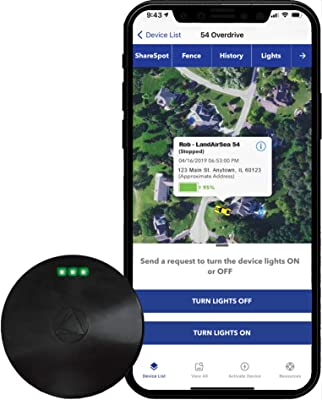 9:43
Device List
54 Overdrive
ShareSpot Fence History Lights →
Rob - LandAirSea 54
(Stopped)
04/16/2019 06:53:00 PM
123 Main St. Anytown, IL 60123
(Approximate Address)
95%
Send a request to turn the device lights ON
or OFF
TURN LIGHTS OFF
TURN LIGHTS ON
Device List View All Activate Device Resources